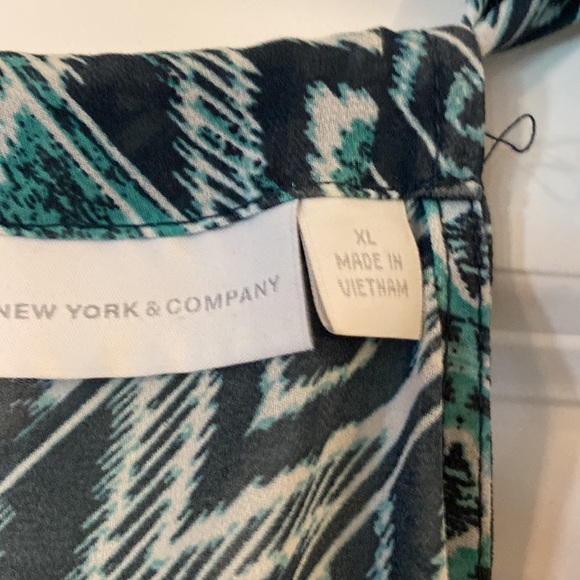 NEW YORK & COMPANY
XL
MADE IN
VIETNAM